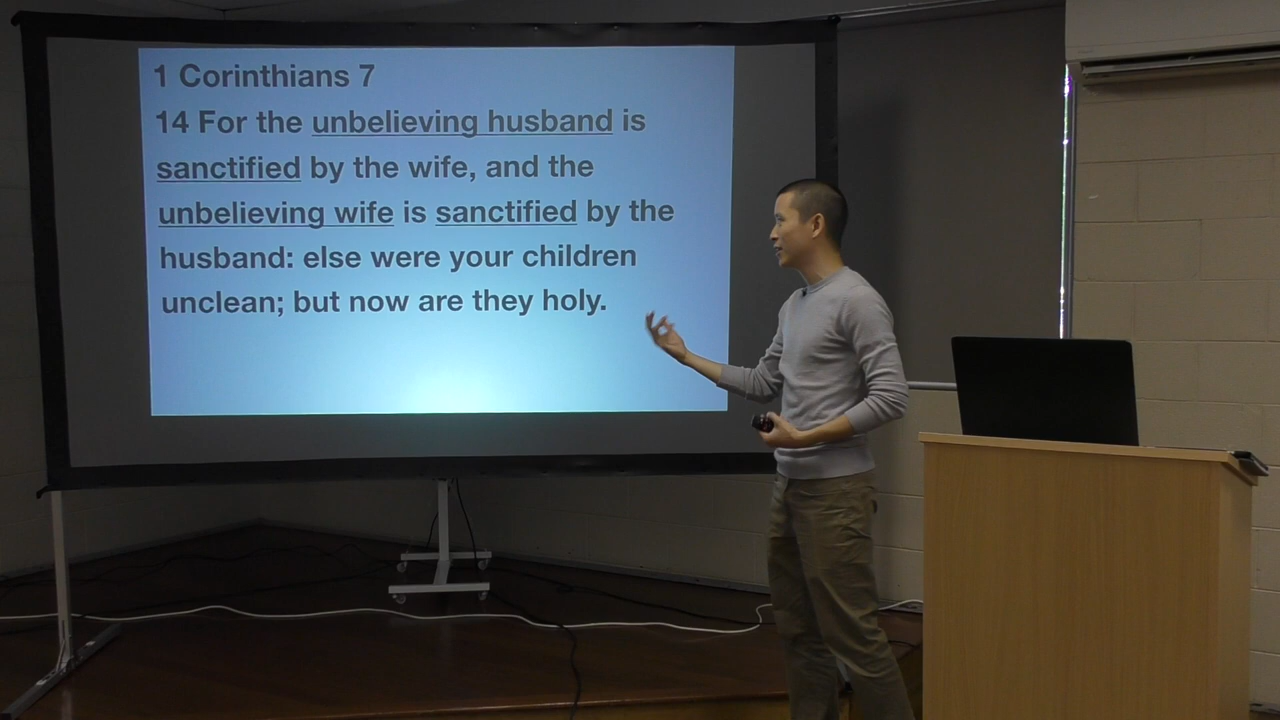 1 Corinthians 7
14 For the unbelieving husband is
sanctified by the wife, and the
unbelieving wife is sanctified by the
husband: else were your children
unclean; but now are they holy.